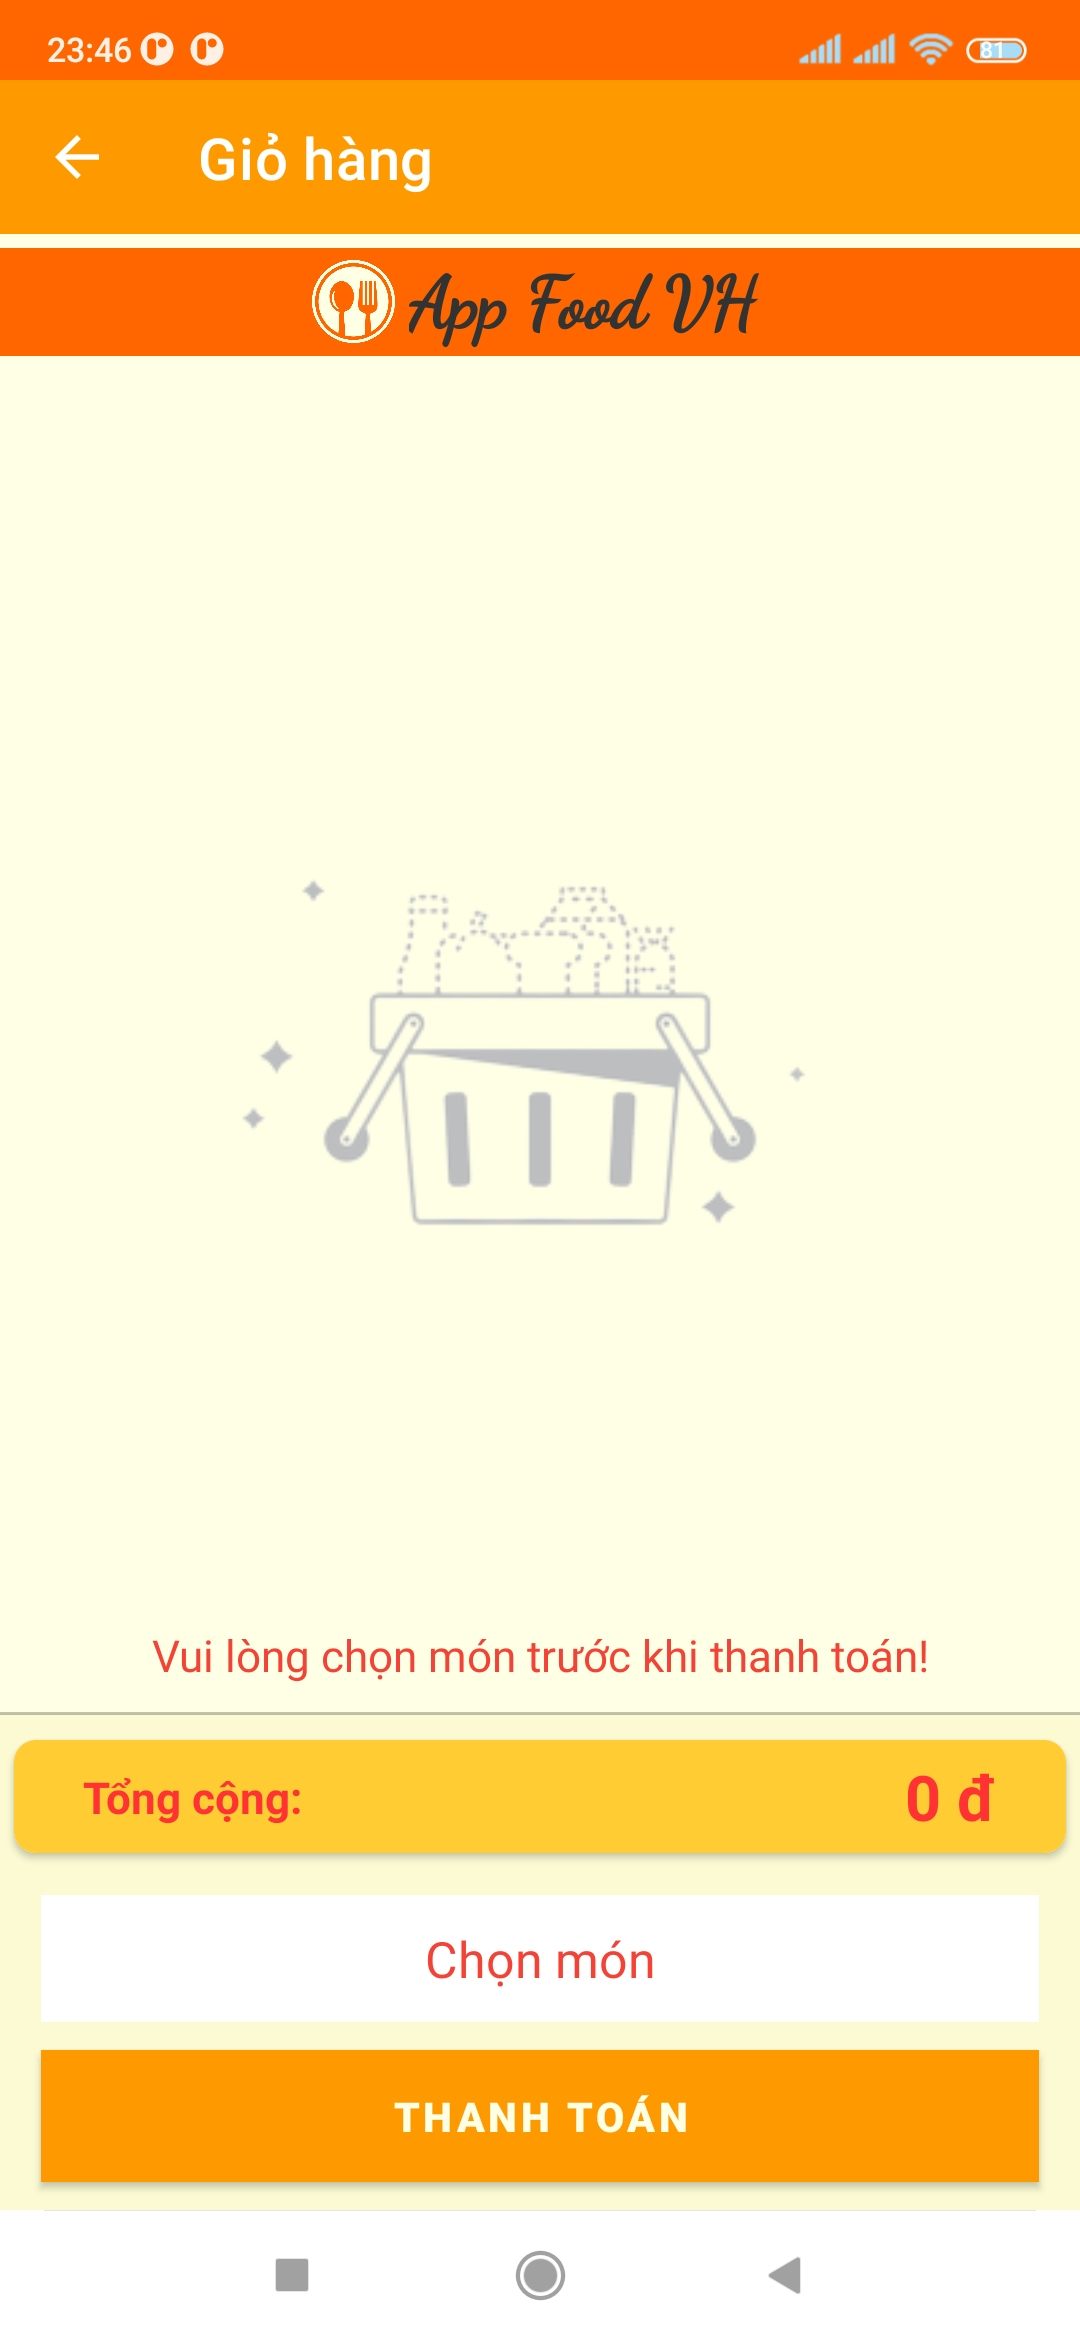 23:46
81
Giỏ hàng
App Food VH
Vui lòng chọn món trước khi thanh toán!
Tổng cộng: 0 đ
Chọn món
THANH TOÁN